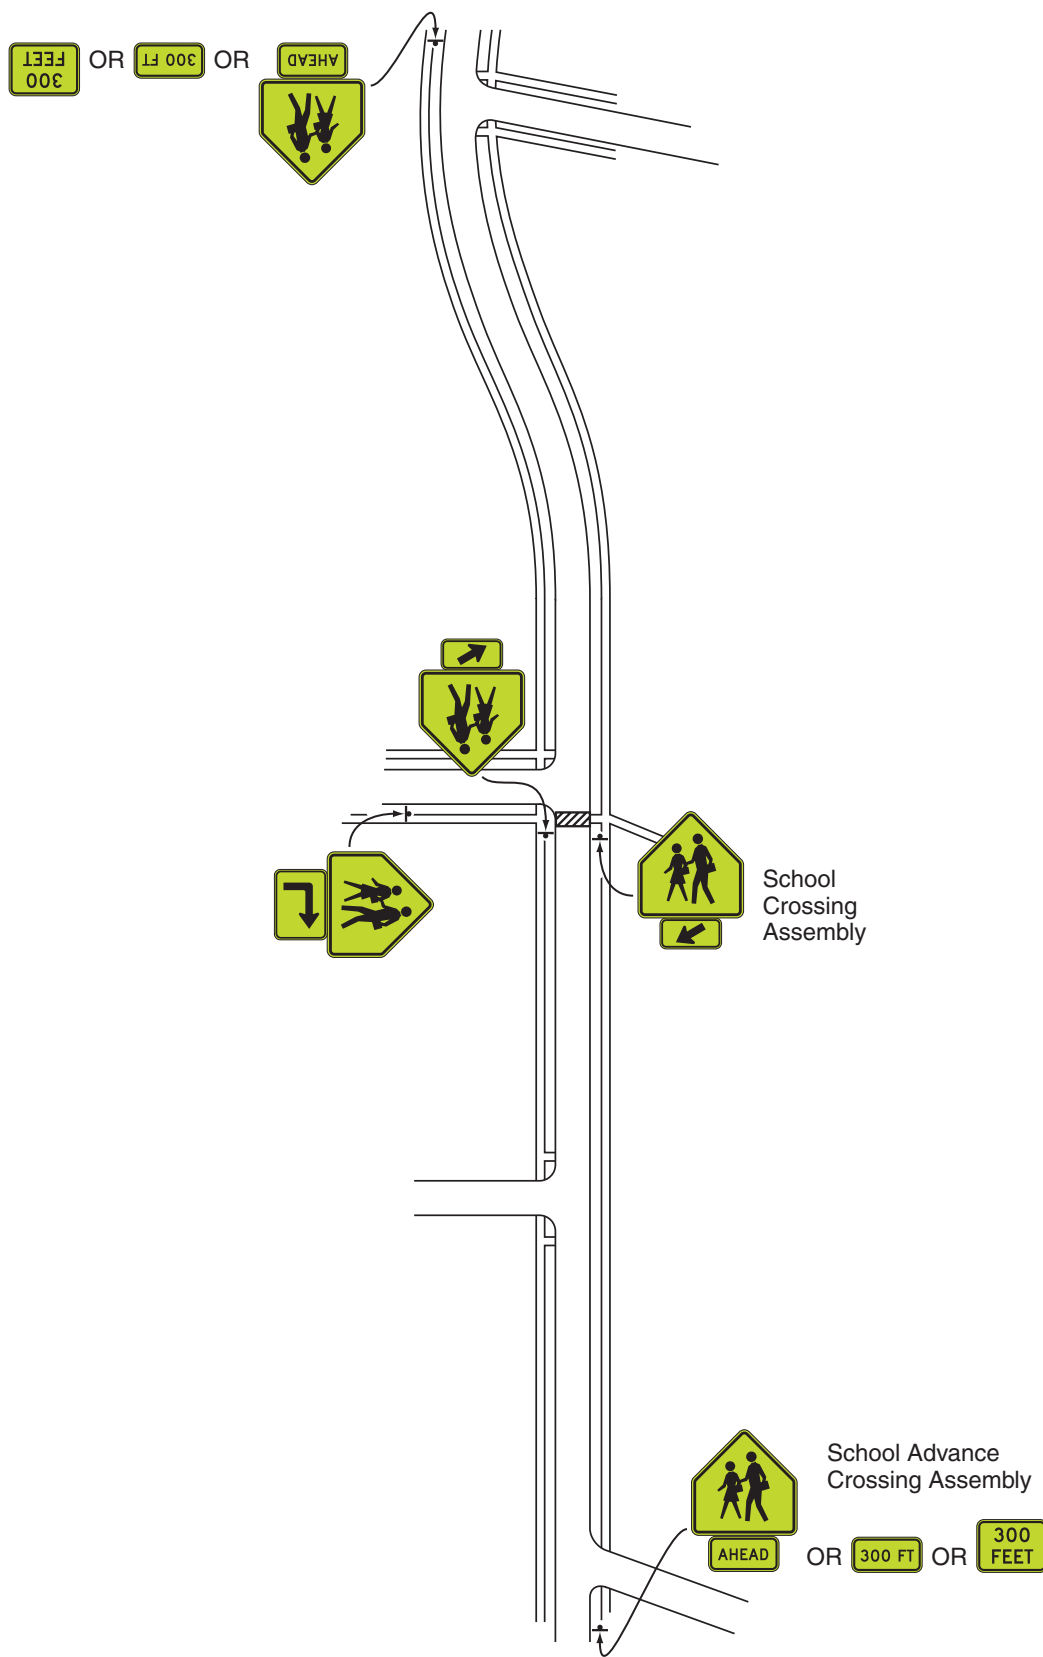 300
FEET
OR
300 FT
OR
AHEAD
School
Crossing
Assembly
School Advance
Crossing Assembly
AHEAD
OR
300 FT
OR
300
FEET